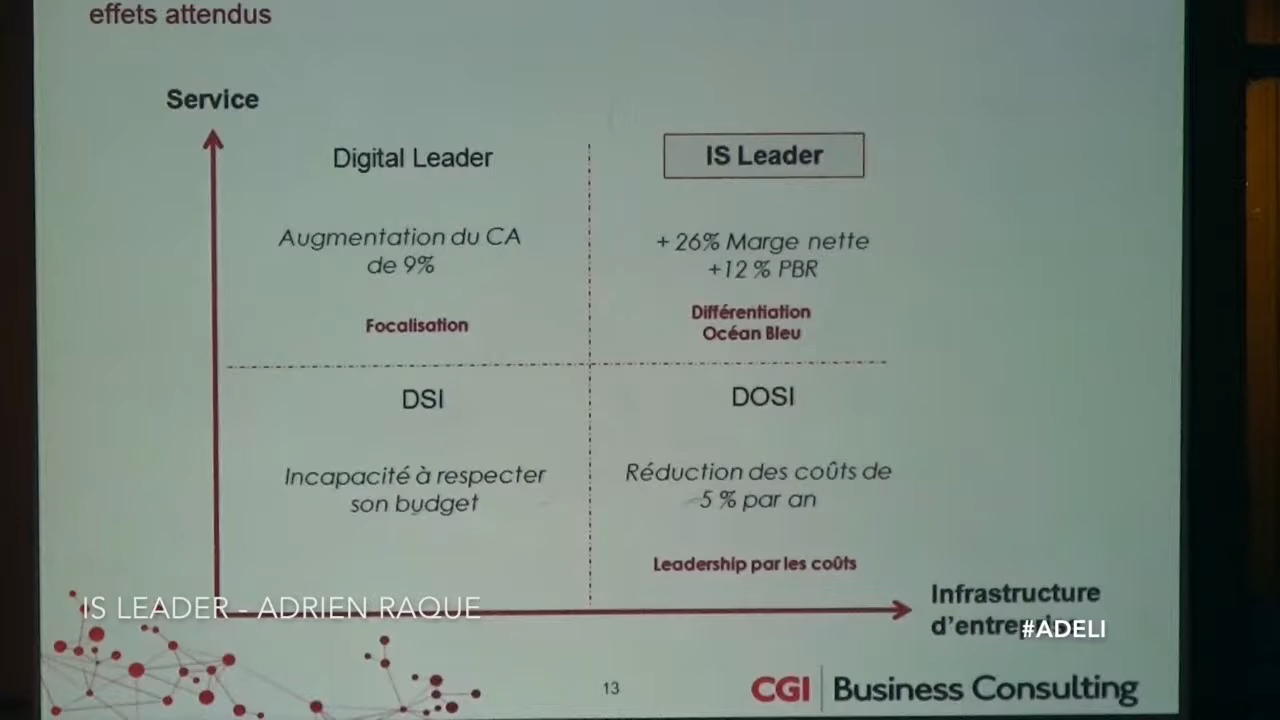 effets attendus
Service
Digital Leader
IS Leader
Augmentation du CA
de 9%
+ 26% Marge nette
+12 % PBR
Focalisation
Différentiation
Océan Bleu
DSI
DOSI
Incapacité à respecter
son budget
Réduction des coûts de
5 % par an
Leadership par les coûts
Infrastructure
d'entreprise
IS LEADER - ADRIEN RAQUE
#ADELI
13
CGI Business Consulting